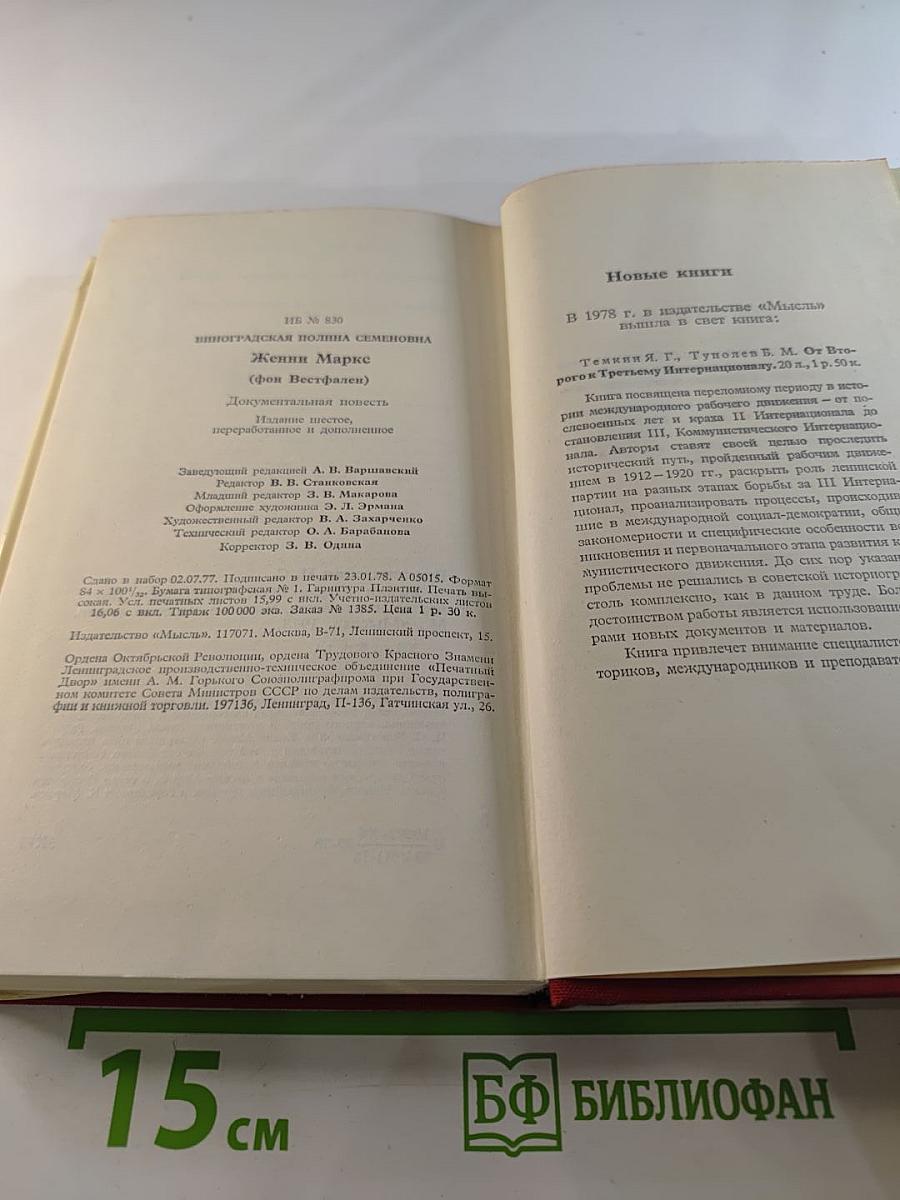 ИБ № 830
ВИНОГРАДСКАЯ ПОЛИНА СЕМЕНОВНА
Женни Маркс
(фон Вестфален)
Документальная повесть
Издание шестое,
переработанное и дополненное
Заведующий редакцией А. В. Варшавский
Редактор В. В. Станковская
Младший редактор З. В. Макарова
Оформление художника Э. Л. Эрмана
Художественный редактор В. А. Захарченко
Технический редактор О. А. Барабанова
Корректор З. В. Одина
Сдано в набор 02.07.77. Подписано в печать 23.01.78. А 05015. Формат
84 × 100¹/₃₂. Бумага типографская № 1. Гарнитура Плэнтин. Печать вы-
сокая. Усл. печатных листов 15,99 с вкл. Учетно-издательских листов
16,06 с вкл. Тираж 100 000 экз. Заказ № 1385. Цена 1 р. 30 к.
Издательство «Мысль». 117071. Москва, В-71, Ленинский проспект, 15.
Ордена Октябрьской Революции, ордена Трудового Красного Знамени
Ленинградское производственно-техническое объединение «Печатный
Двор» имени А. М. Горького Союзполиграфпрома при Государствен-
ном комитете Совета Министров СССР по делам издательств, полигра-
фии и книжной торговли. 197136, Ленинград, П-136, Гатчинская ул., 26.
Новые книги
В 1978 г. в издательстве «Мысль»
вышла в свет книга:
Темкин Я. Г., Туполев Б. М. От Вто-
рого к Третьему Интернационалу. 20 л., 1 р. 50 к.
Книга посвящена переломному периоду в исто-
рии международного рабочего движения — от по-
слевоенных лет и краха II Интернационала до
становления III, Коммунистического Интернацио-
нала. Авторы ставят своей целью проследить
исторический путь, пройденный рабочим движе-
нием в 1912—1920 гг., раскрыть роль ленинской
партии на разных этапах борьбы за III Интерна-
ционал, проанализировать процессы, происходив
шие в международной социал-демократии, общ
закономерности и специфические особенности во
никновения и первоначального этапа развития к
мунистического движения. До сих пор указан
проблемы не решались в советской историогр
столь комплексно, как в данном труде. Бол
достоинством работы является использование
рами новых документов и материалов.
Книга привлечет внимание специалисто
ториков, международников и преподават
15 см
БФ БИБЛИОФАН